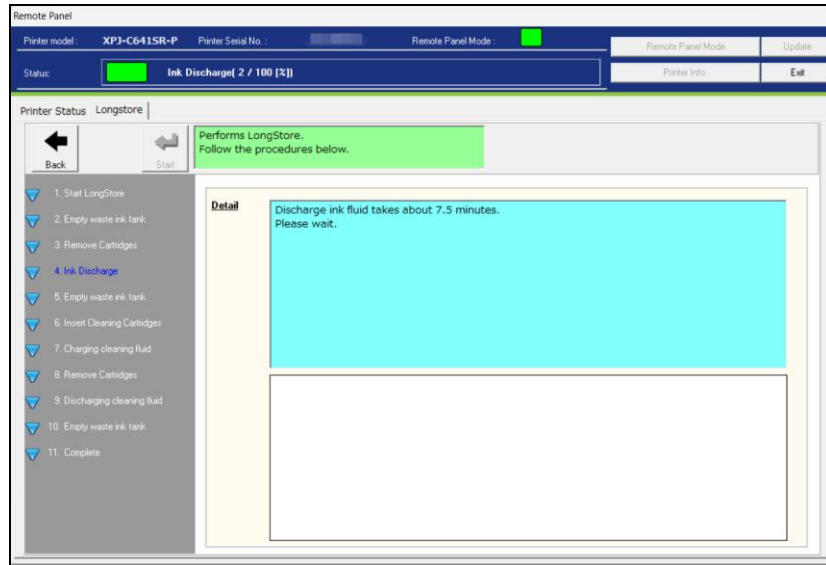 Remote Panel
Printer model : XPJ-C641SR-P Printer Serial No. : Remote Panel Mode :
Remote Panel Mode Update
Status: Ink Discharge( 2 / 100 [%])
Printer Info. Exit
Printer Status Longstore
Back Start
Performs LongStore.
Follow the procedures below.
1. Start LongStore
2. Empty waste ink tank
3. Remove Cartridges
4. Ink Discharge
5. Empty waste ink tank
6. Insert Cleaning Cartridges
7. Charging cleaning fluid
8. Remove Cartridges
9. Discharging cleaning fluid
10. Empty waste ink tank
11. Complete
Detail
Discharge ink fluid takes about 7.5 minutes.
Please wait.